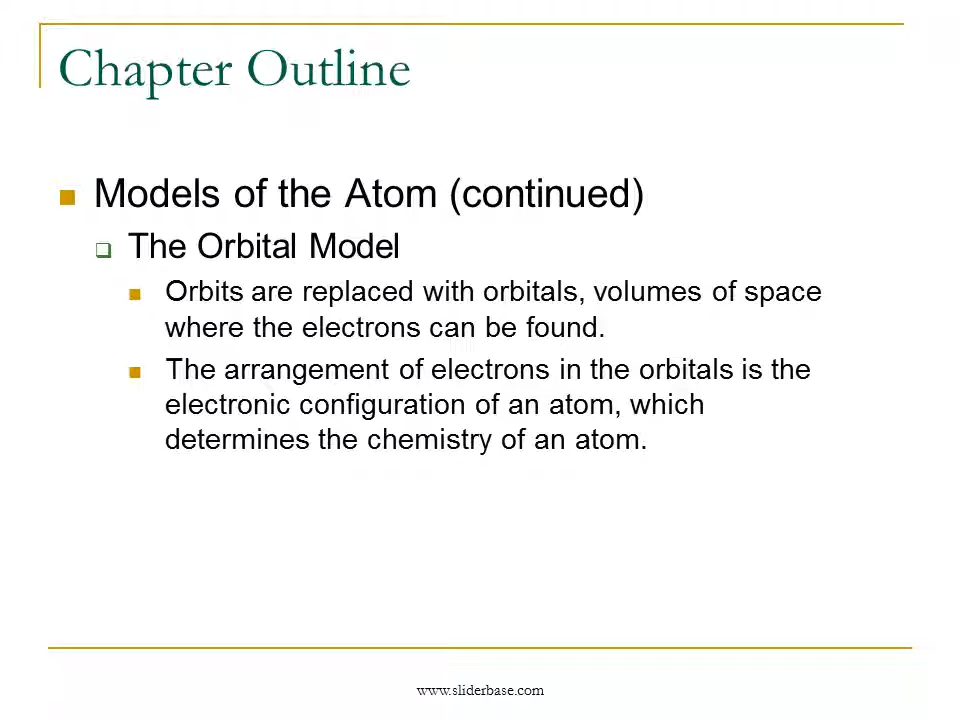 Chapter Outline
Models of the Atom (continued)
The Orbital Model
Orbits are replaced with orbitals, volumes of space
where the electrons can be found.
The arrangement of electrons in the orbitals is the
electronic configuration of an atom, which
determines the chemistry of an atom.
www.sliderbase.com